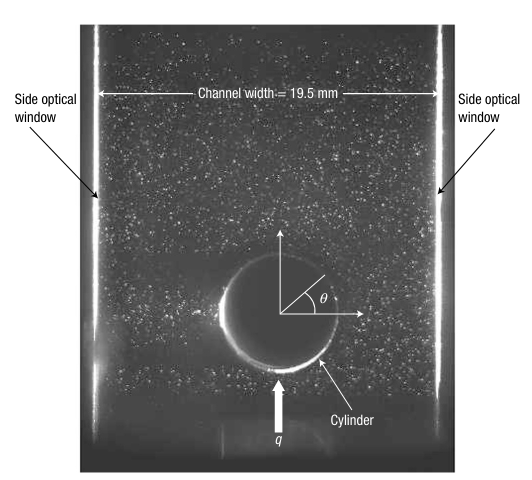 Channel width = 19.5 mm
Side optical
window
Side optical
window
θ
Cylinder
q